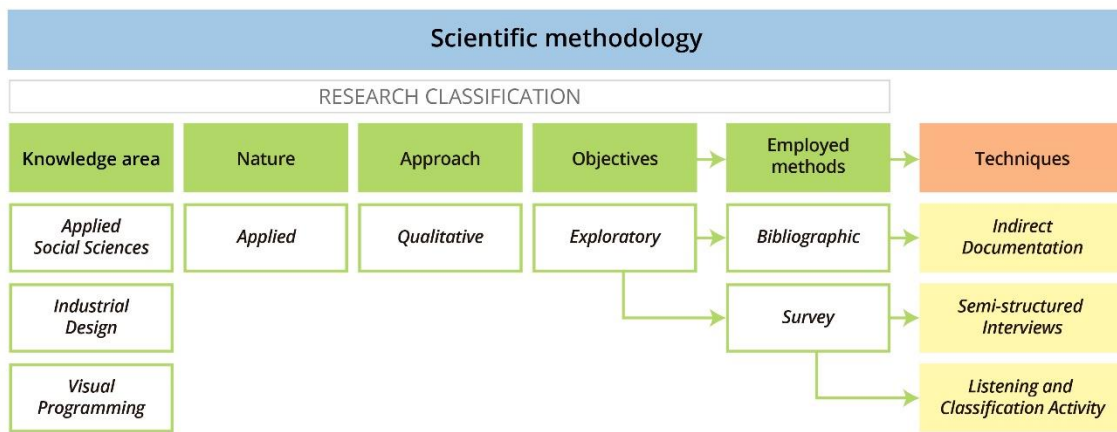 Scientific methodology
RESEARCH CLASSIFICATION
Knowledge area
Nature
Approach
Objectives
Employed
methods
Techniques
Applied
Social Sciences
Applied
Qualitative
Exploratory
Bibliographic
Indirect
Documentation
Industrial
Design
Survey
Semi-structured
Interviews
Visual
Programming
Listening and
Classification Activity